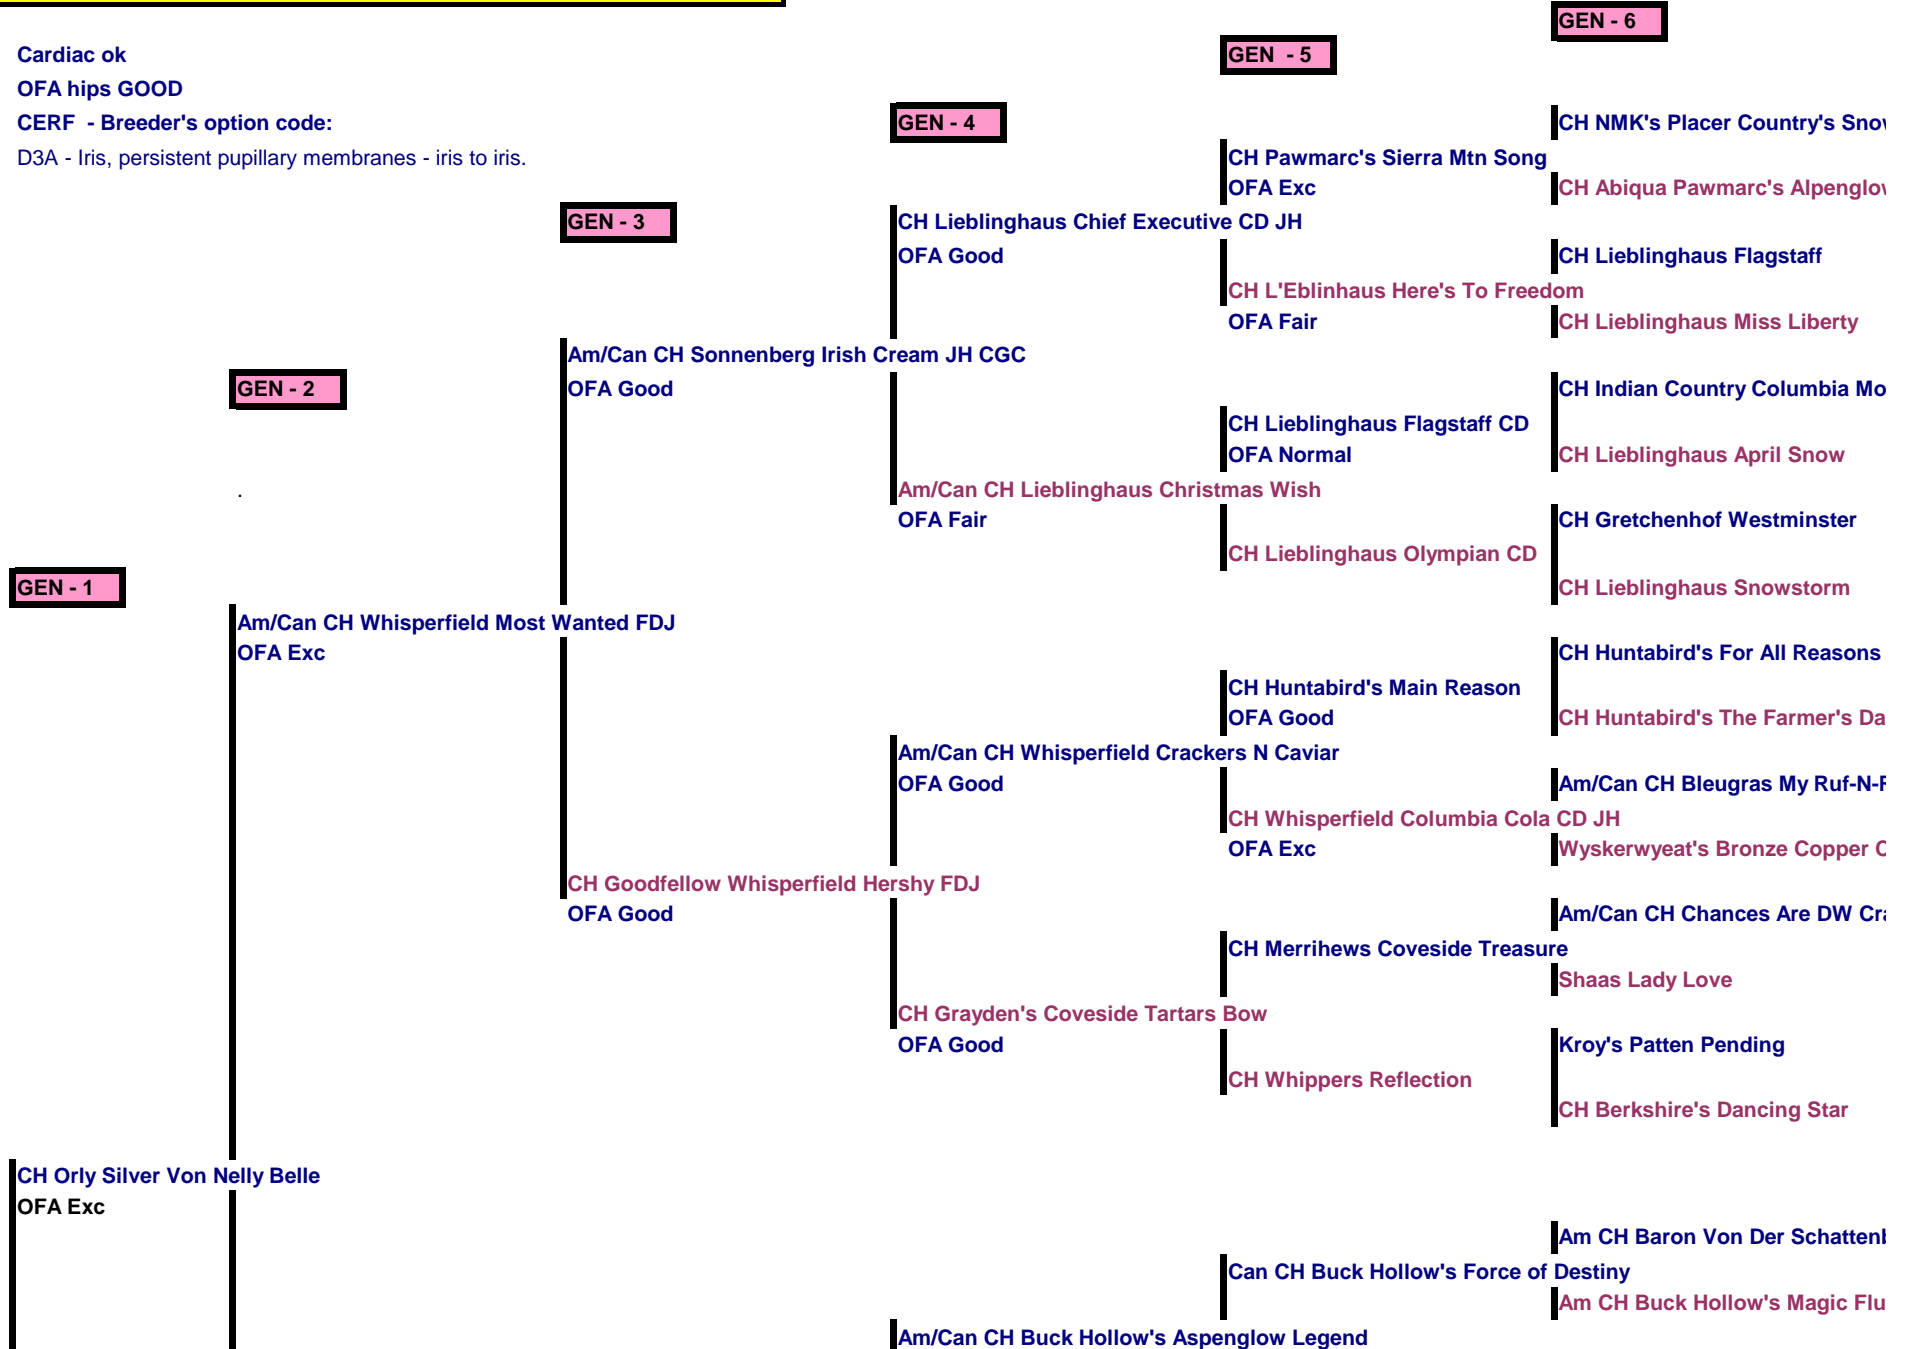 GEN - 6
Cardiac ok
GEN - 5
OFA hips GOOD
CERF - Breeder's option code:
GEN - 4
CH NMK's Placer Country's
D3A - Iris, persistent pupillary membranes - iris to iris.
CH Pawmarc's Sierra Mtn Song
OFA Exc
CH Abiqua Pawmarc's
GEN - 3
CH Lieblinghaus Chief Executive CD JH
OFA Good
CH Lieblinghaus Flagstaff
CH L'Eblinhaus Here's To Freedom
OFA Fair
CH Lieblinghaus Miss Liberty
Am/Can CH Sonnenberg Irish Cream JH CGC
GEN - 2
OFA Good
CH Indian Country Columbia
CH Lieblinghaus Flagstaff CD
OFA Normal
CH Lieblinghaus April Snow
.
Am/Can CH Lieblinghaus Christmas Wish
OFA Fair
CH Gretchenhof Westminster
CH Lieblinghaus Olympian CD
GEN - 1
CH Lieblinghaus Snowstorm
Am/Can CH Whisperfield Most Wanted FDJ
OFA Exc
CH Huntabird's For All Reasons
CH Huntabird's Main Reason
OFA Good
CH Huntabird's The Farmer's
Am/Can CH Whisperfield Crackers N Caviar
OFA Good
Am/Can CH Bleugras My
CH Whisperfield Columbia Cola CD JH
OFA Exc
Wyskerwyeat's Bronze Copper
CH Goodfellow Whisperfield Hershy FDJ
OFA Good
Am/Can CH Chances Are DW
CH Merrihews Coveside Treasure
Shaas Lady Love
CH Grayden's Coveside Tartars Bow
OFA Good
Kroy's Patten Pending
CH Whippers Reflection
CH Berkshire's Dancing Star
CH Orly Silver Von Nelly Belle
OFA Exc
Am CH Baron Von Der
Can CH Buck Hollow's Force of Destiny
Am CH Buck Hollow's Magic
Am/Can CH Buck Hollow's Aspenglow Legend